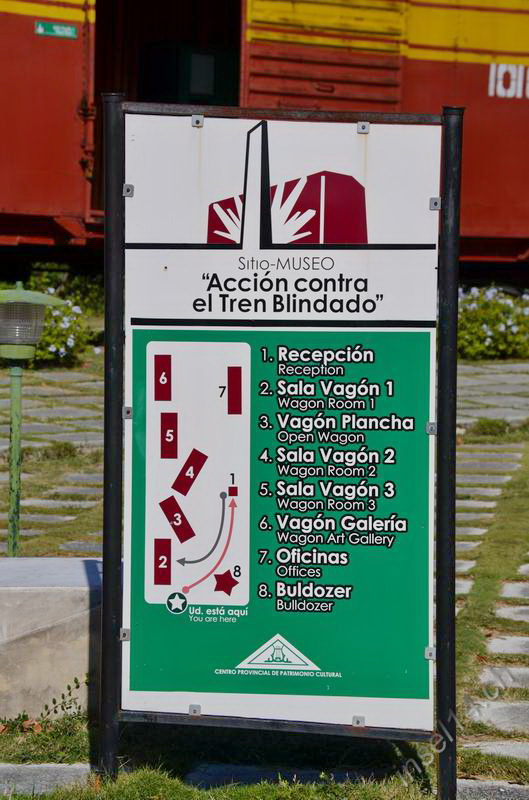 101
Sitio-MUSEO
"Acción contra
el Tren Blindado"
1. Recepción
Reception
2. Sala Vagón 1
Wagon Room 1
3. Vagón Plancha
Open Wagon
4. Sala Vagón 2
Wagon Room 2
5. Sala Vagón 3
Wagon Room 3
6. Vagón Galería
Wagon Art Gallery
7. Oficinas
Offices
8. Buldozer
Bulldozer
6
7
5
4
1
3
2
8
Ud. está aquí
You are here
CENTRO PROVINCIAL DE PATRIMONIO CULTURAL